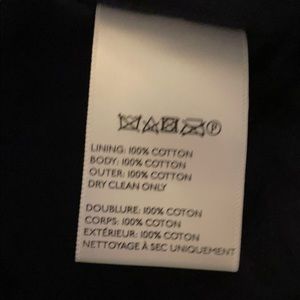 LINING: 100% COTTON
BODY: 100% COTTON
OUTER: 100% COTTON
DRY CLEAN ONLY
DOUBLURE: 100% COTON
CORPS: 100% COTON
EXTÉRIEUR: 100% COTON
NETTOYAGE À SEC UNIQUEMENT